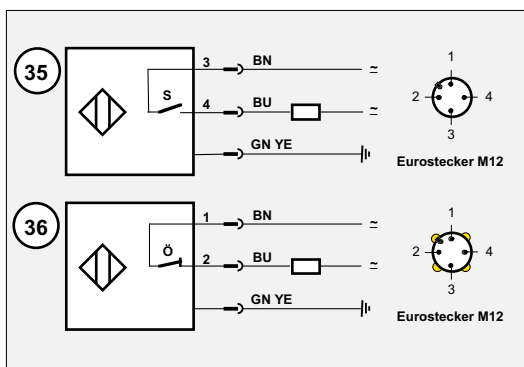 35
3 BN ~
S
4 BU ~
GN YE
1
2 4
3
Eurostecker M12
36
1 BN ~
Ö
2 BU ~
GN YE
1
2 4
3
Eurostecker M12